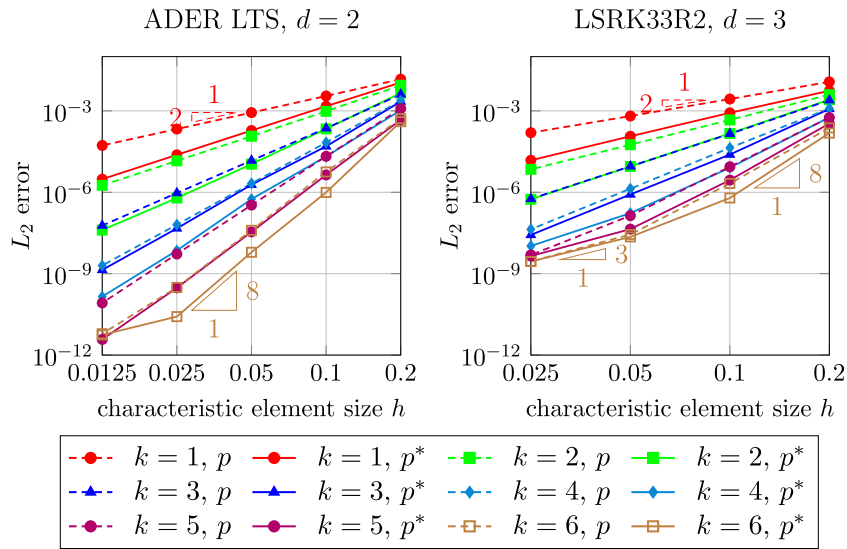 ADER LTS, d = 2
LSRK33R2, d = 3
L₂ error
10⁻³
10⁻⁶
10⁻⁹
10⁻¹²
1
2
8
1
0.0125 0.025 0.05 0.1 0.2
characteristic element size h
L₂ error
10⁻³
10⁻⁶
10⁻⁹
10⁻¹²
1
2
8
1
3
1
0.025 0.05 0.1 0.2
characteristic element size h
k = 1, p k = 1, p* k = 2, p k = 2, p*
k = 3, p k = 3, p* k = 4, p k = 4, p*
k = 5, p k = 5, p* k = 6, p k = 6, p*